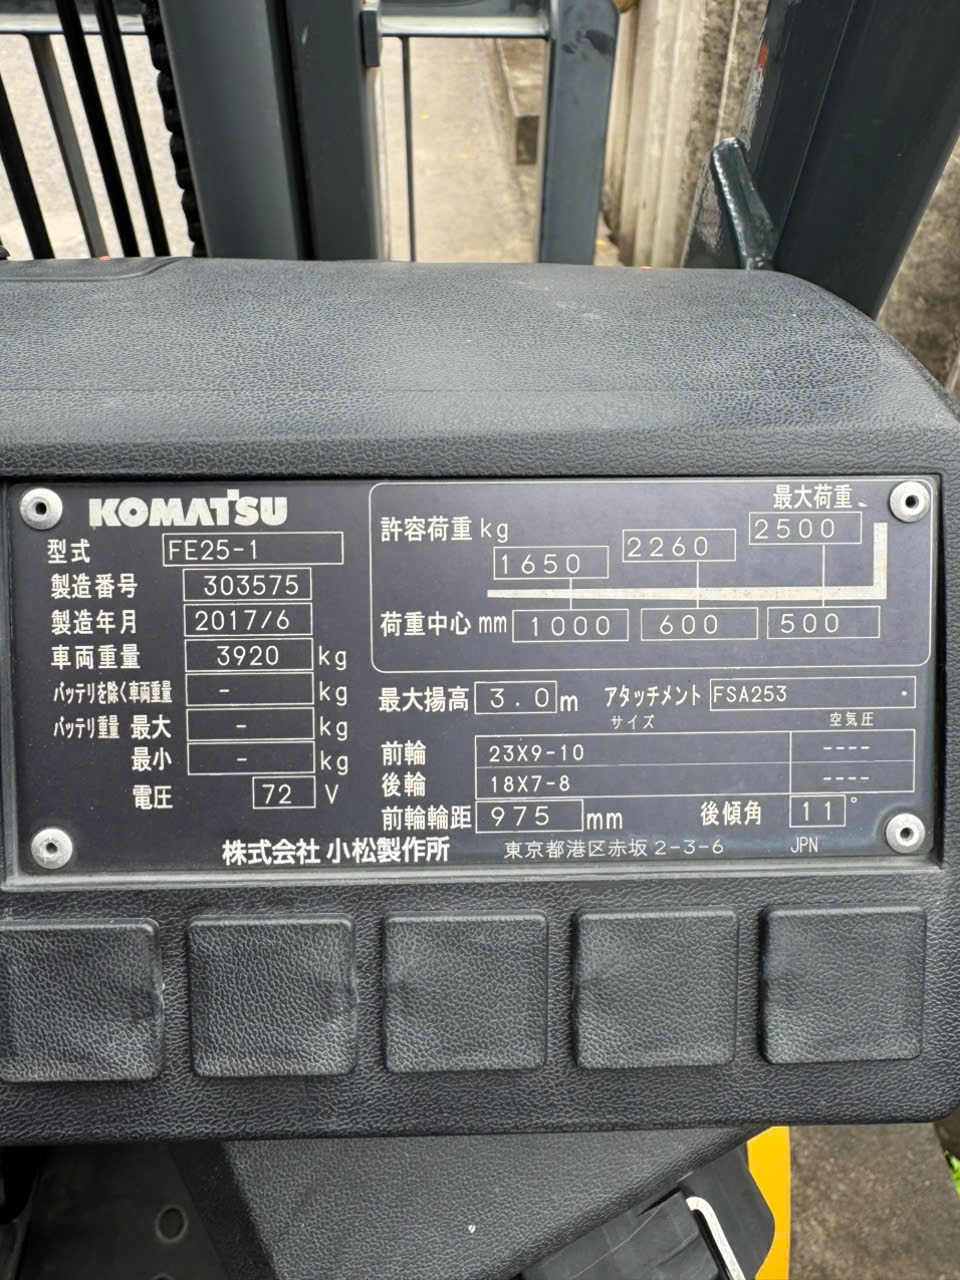 KOMATSU
型式 FE25-1
製造番号 303575
製造年月 2017/6
車両重量 3920 kg
バッテリを除く車両重量 - kg
バッテリ重量 最大 - kg
最小 - kg
電圧 72 V
最大荷重
許容荷重 kg 1650 2260 2500
荷重中心 mm 1000 600 500
最大揚高 3.0 m アタッチメント FSA253
サイズ 空気圧
前輪 23X9-10 ----
後輪 18X7-8 ----
前輪輪距 975 mm 後傾角 11°
株式会社 小松製作所 東京都港区赤坂2-3-6 JPN